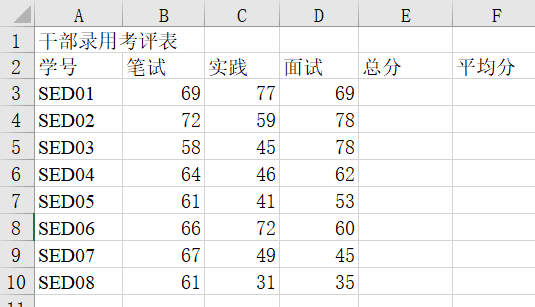 A B C D E F
1 干部录用考评表
2 学号 笔试 实践 面试 总分 平均分
3 SED01 69 77 69
4 SED02 72 59 78
5 SED03 58 45 78
6 SED04 64 46 62
7 SED05 61 41 53
8 SED06 66 72 60
9 SED07 67 49 45
10 SED08 61 31 35